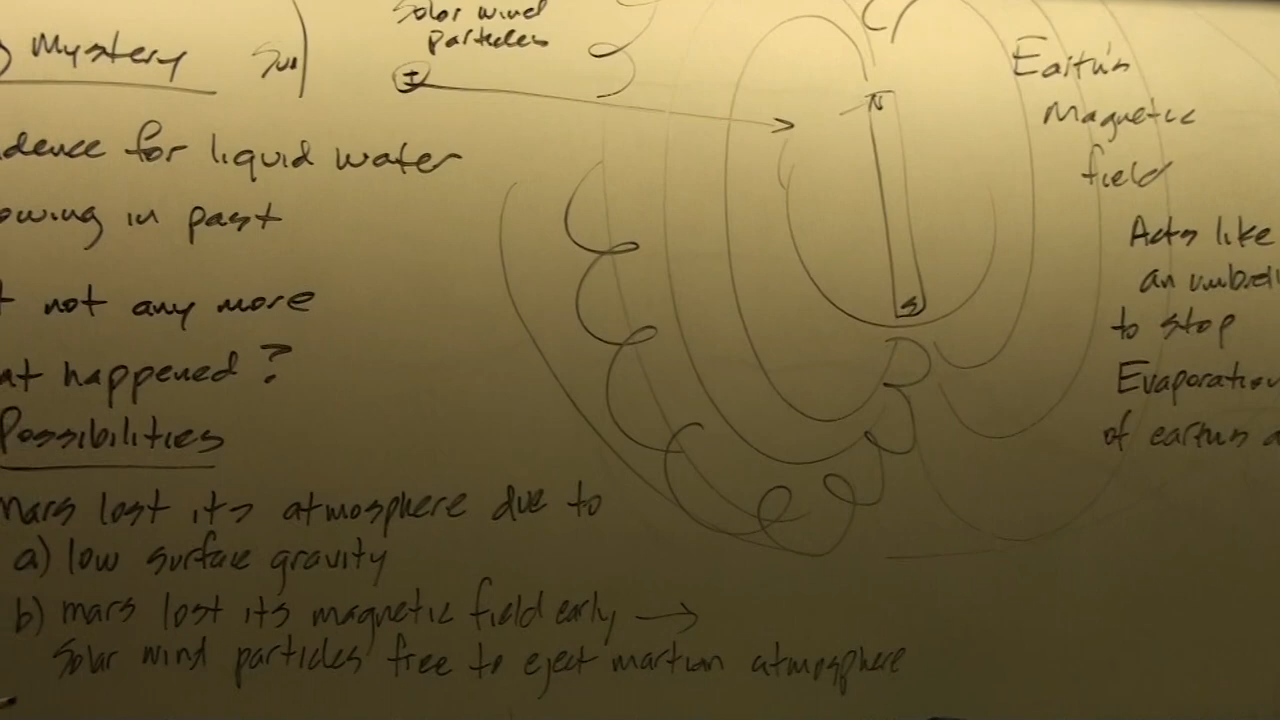 Mystery
dence for liquid water
owing in past
t not any more
at happened?
Possibilities
Mars lost its atmosphere due to
a) low surface gravity
b) mars lost its magnetic field early →
solar wind particles free to eject martian atmosphere
Sun
Solar wind
particles
+
N
S
Earth's
Magnetic
field
Acts like
an umbrell
to stop
Evaporation
of earths a